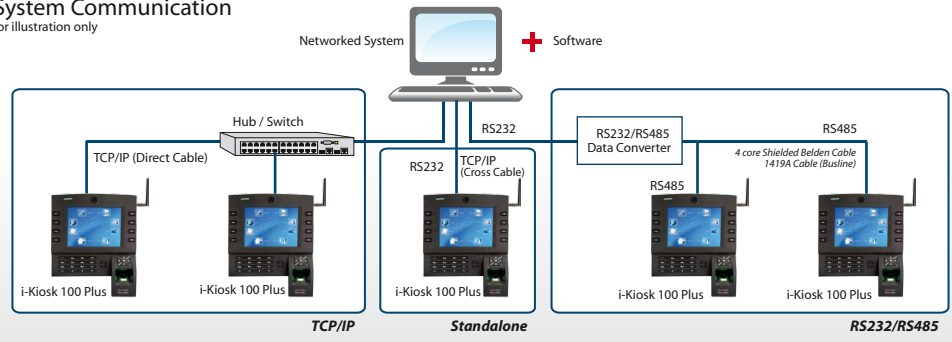 System Communication
or illustration only
Networked System
Software
Hub / Switch
TCP/IP (Direct Cable)
i-Kiosk 100 Plus
i-Kiosk 100 Plus
TCP/IP
RS232
TCP/IP
(Cross Cable)
i-Kiosk 100 Plus
Standalone
RS232
RS232/RS485
Data Converter
RS485
4 core Shielded Belden Cable
1419A Cable (Busline)
RS485
i-Kiosk 100 Plus
i-Kiosk 100 Plus
RS232/RS485